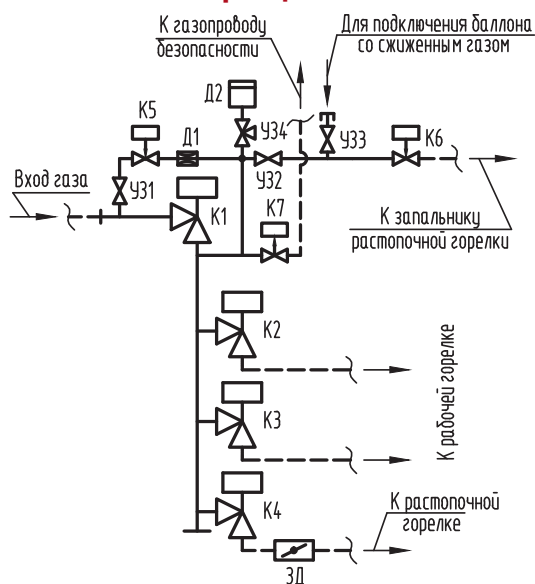 К газопроводу
безопасности
Для подключения баллона
со сжиженным газом
Д2
К5
Д1
УЗ4
УЗ3
К6
УЗ2
Вход газа
УЗ1
К1
К7
К запальнику
растопочной горелки
К2
К рабочей горелке
К3
К4
К растопочной
горелке
ЗД